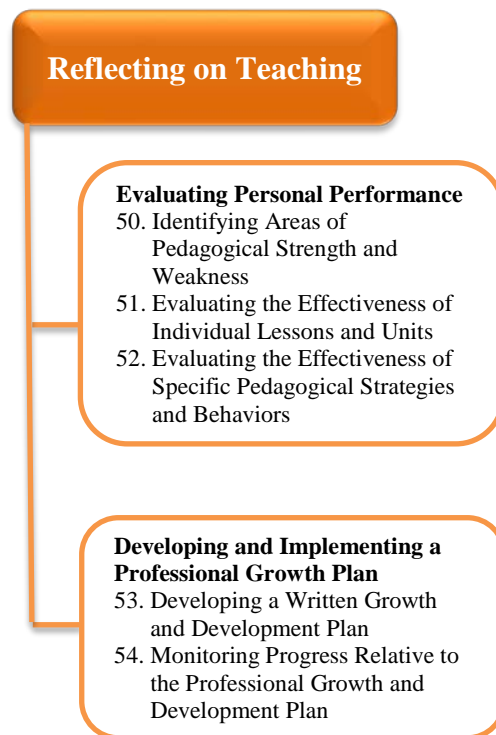 Reflecting on Teaching
Evaluating Personal Performance
50. Identifying Areas of
Pedagogical Strength and
Weakness
51. Evaluating the Effectiveness of
Individual Lessons and Units
52. Evaluating the Effectiveness of
Specific Pedagogical Strategies
and Behaviors
Developing and Implementing a
Professional Growth Plan
53. Developing a Written Growth
and Development Plan
54. Monitoring Progress Relative to
the Professional Growth and
Development Plan